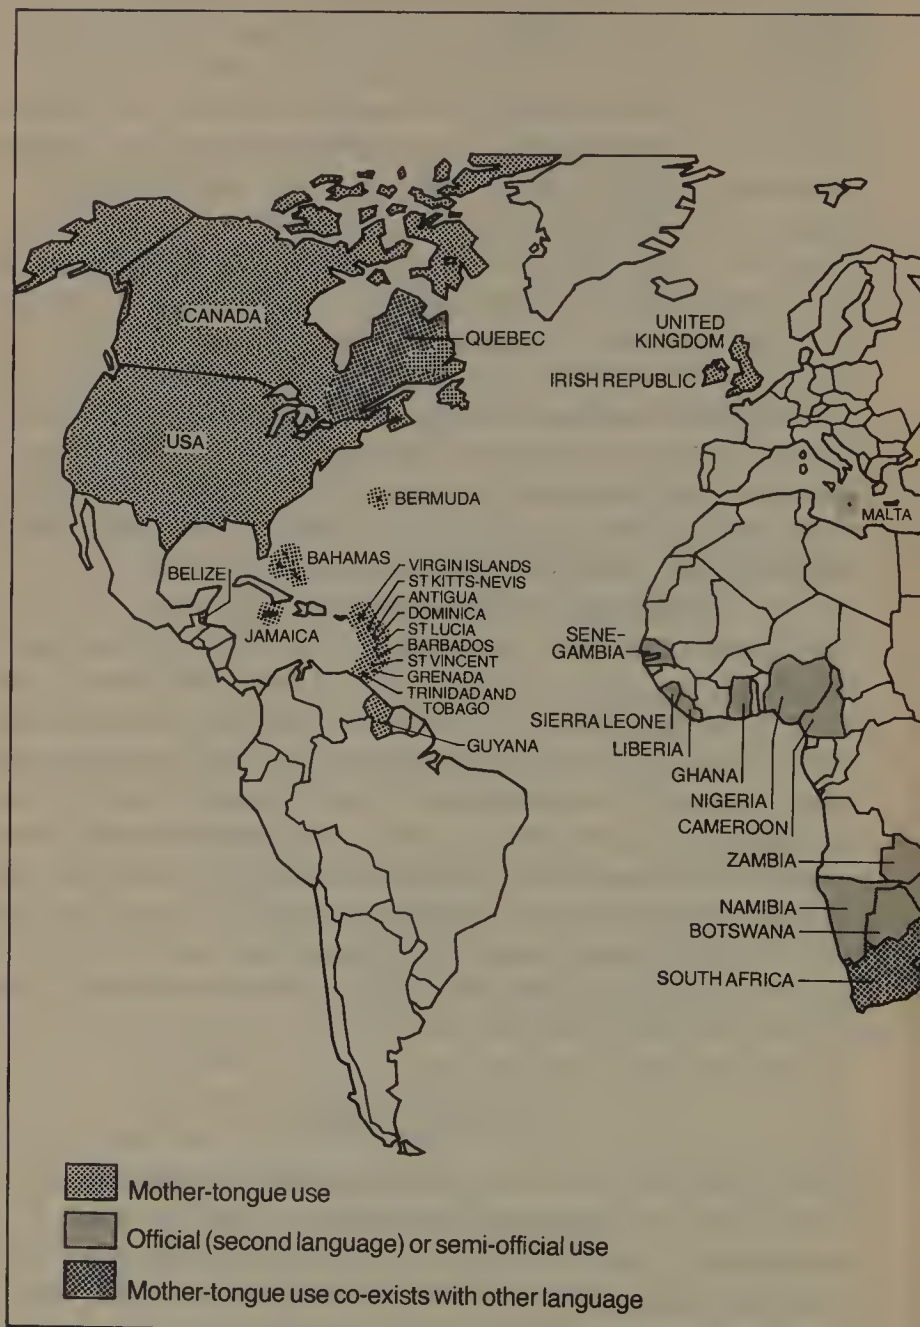 CANADA
QUEBEC
UNITED
KINGDOM
IRISH REPUBLIC
USA
BERMUDA
MALTA
BAHAMAS
BELIZE
JAMAICA
VIRGIN ISLANDS
ST KITTS-NEVIS
ANTIGUA
DOMINICA
ST LUCIA
BARBADOS
ST VINCENT
GRENADA
TRINIDAD AND
TOBAGO
GUYANA
SENE-
GAMBIA
SIERRA LEONE
LIBERIA
GHANA
NIGERIA
CAMEROON
ZAMBIA
NAMIBIA
BOTSWANA
SOUTH AFRICA
Mother-tongue use
Official (second language) or semi-official use
Mother-tongue use co-exists with other language